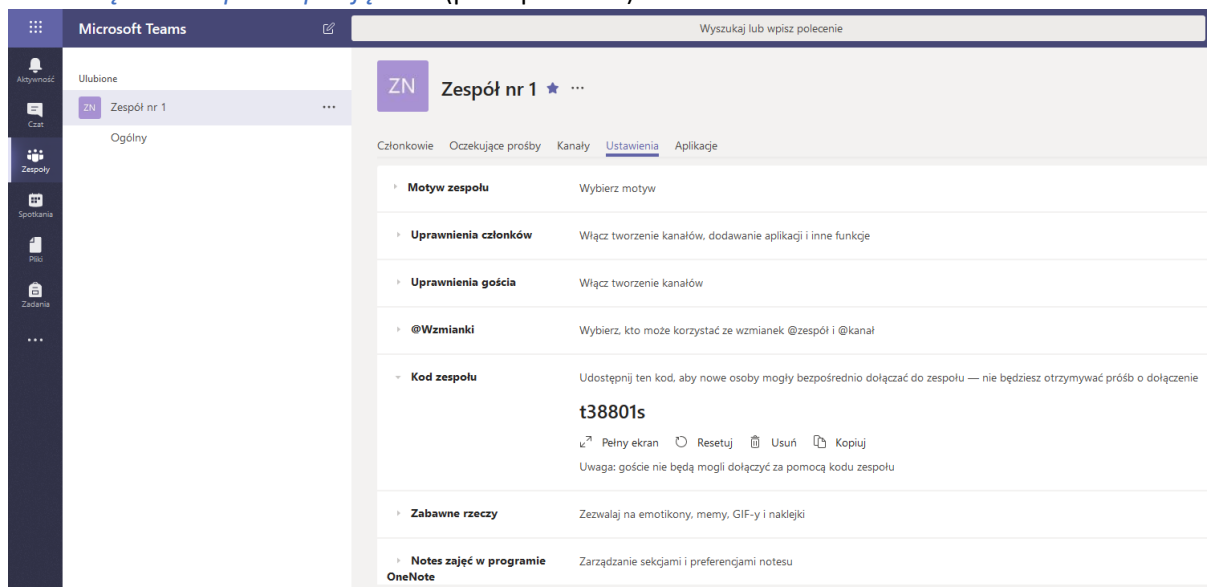 Microsoft Teams
Wyszukaj lub wpisz polecenie
Aktywność
Czat
Zespoły
Spotkania
Pliki
Zadania
Ulubione
ZN Zespół nr 1
Ogólny
ZN Zespół nr 1
Członkowie Oczekujące prośby Kanały Ustawienia Aplikacje
Motyw zespołu Wybierz motyw
Uprawnienia członków Włącz tworzenie kanałów, dodawanie aplikacji i inne funkcje
Uprawnienia gościa Włącz tworzenie kanałów
@Wzmianki Wybierz, kto może korzystać ze wzmianek @zespół i @kanał
Kod zespołu Udostępnij ten kod, aby nowe osoby mogły bezpośrednio dołączać do zespołu — nie będziesz otrzymywać próśb o dołączenie
t38801s
Pełny ekran Resetuj Usuń Kopiuj
Uwaga: goście nie będą mogli dołączyć za pomocą kodu zespołu
Zabawne rzeczy Zezwalaj na emotikony, memy, GIF-y i naklejki
Notes zajęć w programie Zarządzanie sekcjami i preferencjami notesu
OneNote